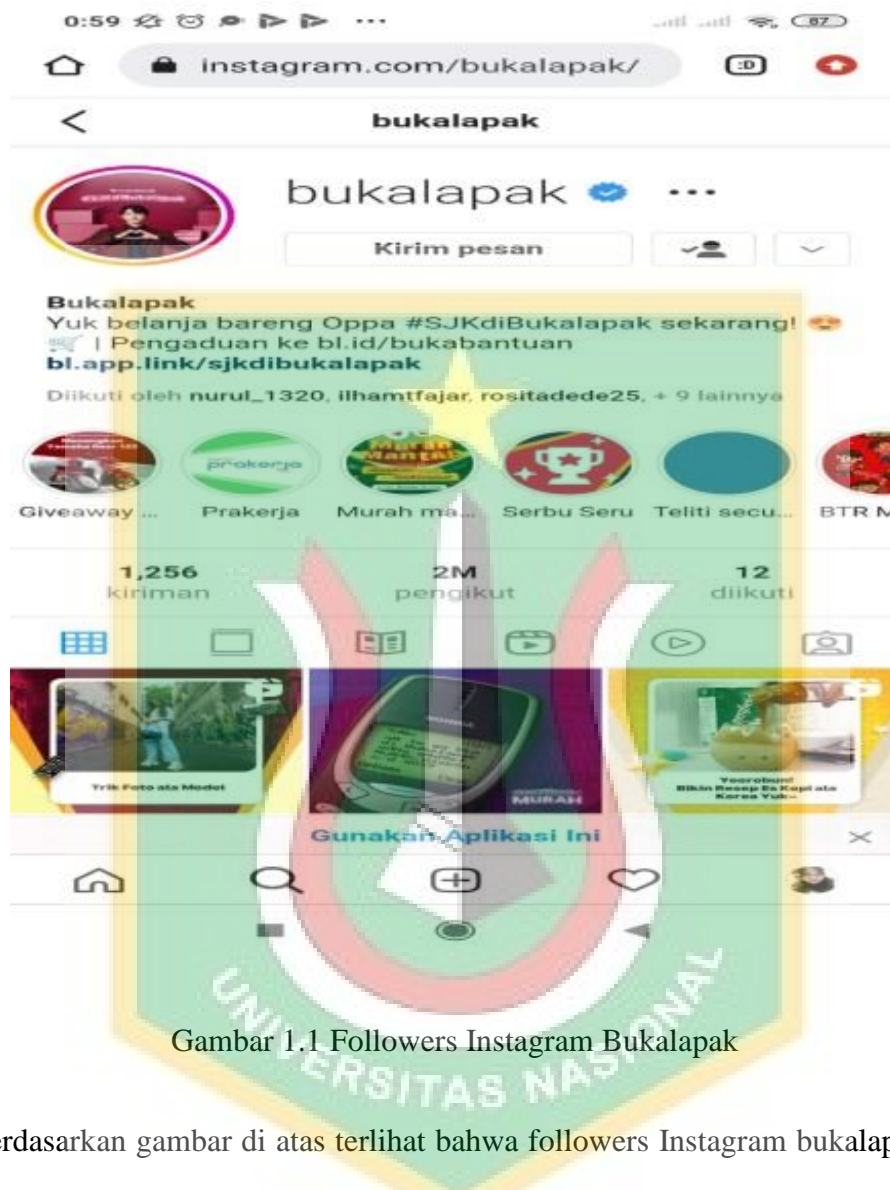 0:59 ...
87
instagram.com/bukalapak/
:D
bukalapak
bukalapak ...
Kirim pesan
Bukalapak
Yuk belanja bareng Oppa #SJKdiBukalapak sekarang!
| Pengaduan ke bl.id/bukabantuan
bl.app.link/sjkdibukalapak
Diikuti oleh nurul_1320, ilhamtfajar, rositadede25, + 9 lainnya
prakerja
Murah
Mantal
Giveaway ... Prakerja Murah ma... Serbu Seru Teliti secu... BTR M
1,256 2M 12
kiriman pengikut diikuti
Trik Foto ala Model
MURAH
Yeorobun!
Bikin Resep Es Kopi ala
Korea Yuk~
Gunakan Aplikasi Ini
UNIVERSITAS NASIONAL
Gambar 1.1 Followers Instagram Bukalapak
erdasarkan gambar di atas terlihat bahwa followers Instagram bukalap